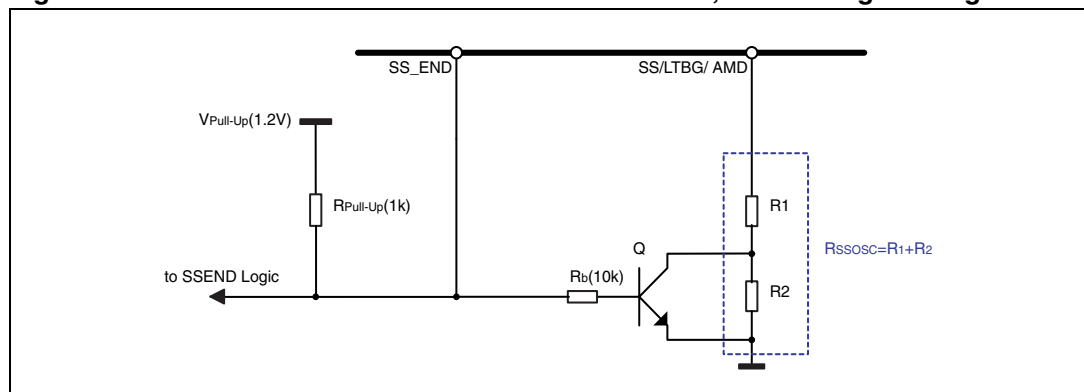 SS_END
SS/LTBG/ AMD
VPull-Up(1.2V)
RPull-Up(1k)
R1
Q
RSSOSC=R1+R2
to SSEND Logic
Rb(10k)
R2